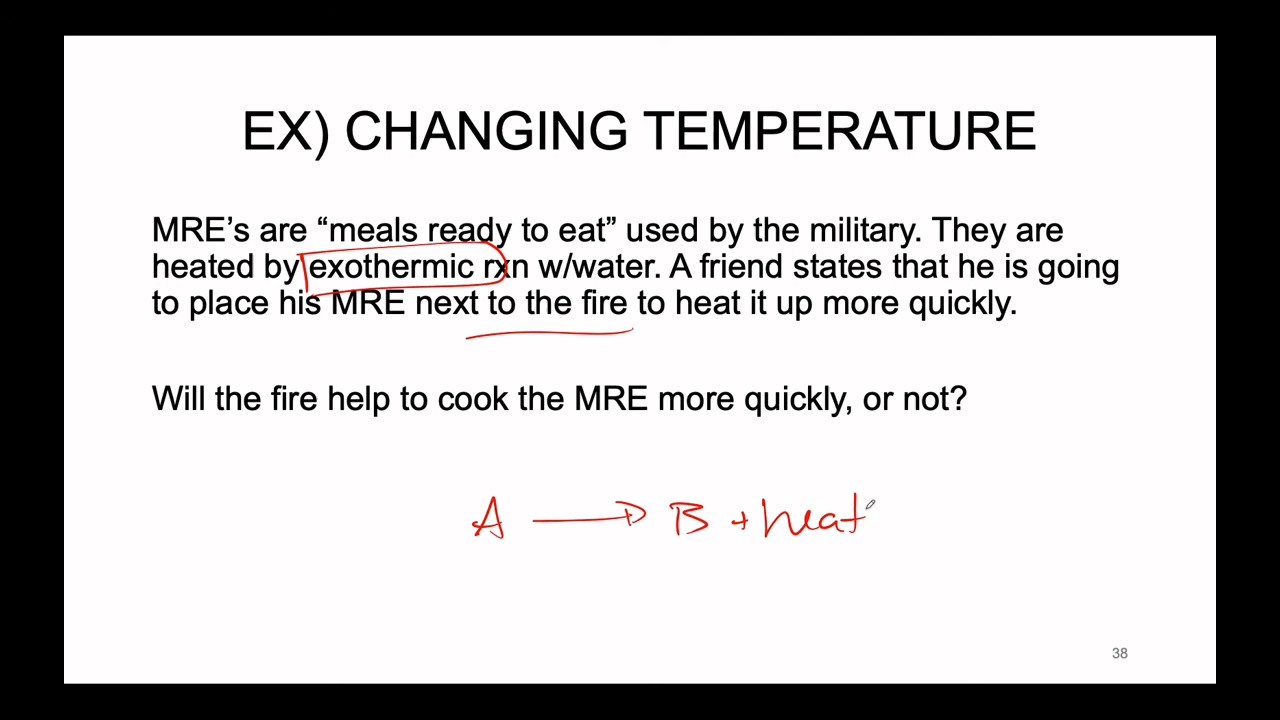 EX) CHANGING TEMPERATURE
MRE’s are “meals ready to eat” used by the military. They are
heated by exothermic rxn w/water. A friend states that he is going
to place his MRE next to the fire to heat it up more quickly.
Will the fire help to cook the MRE more quickly, or not?
A → B + heat
38